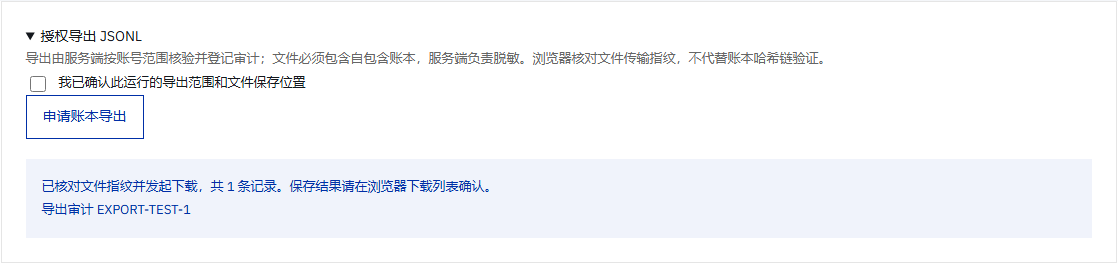 ▼ 授权导出 JSONL
导出由服务端按账号范围核验并登记审计；文件必须包含自包含账本，服务端负责脱敏。浏览器核对文件传输指纹，不代替账本哈希链验证。
我已确认此运行的导出范围和文件保存位置
申请账本导出
已核对文件指纹并发起下载，共 1 条记录。保存结果请在浏览器下载列表确认。
导出审计 EXPORT-TEST-1